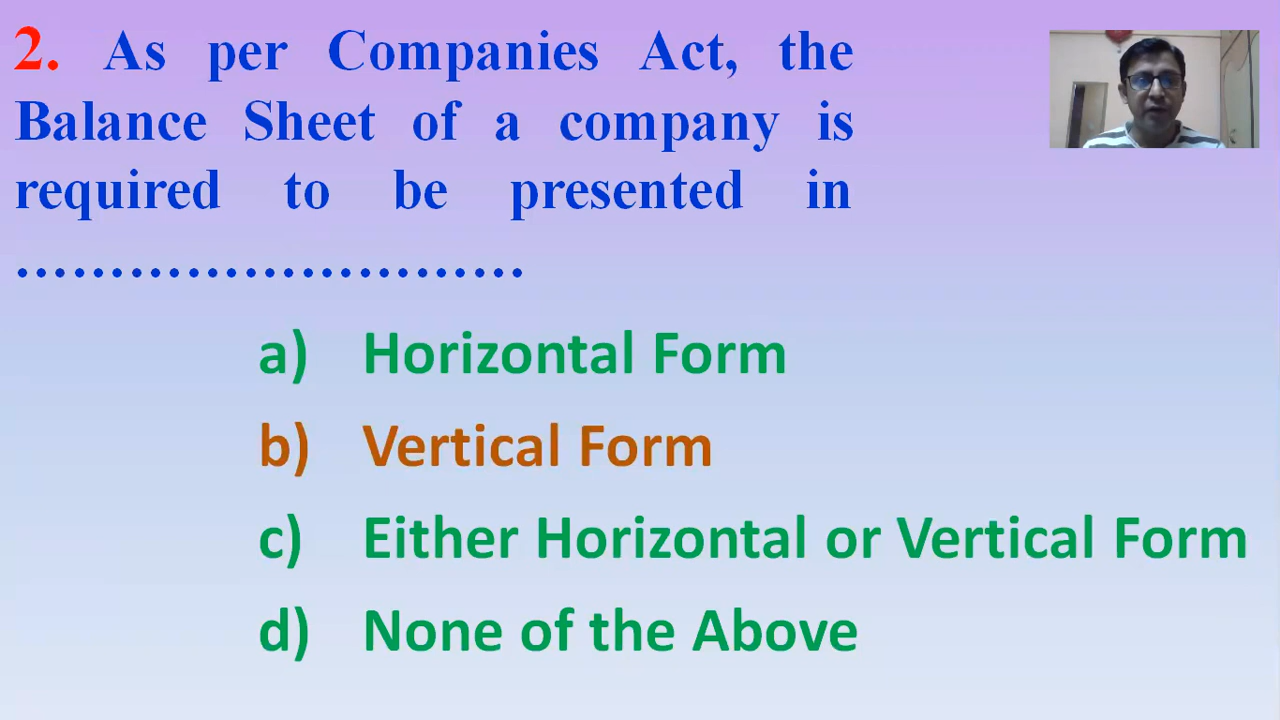 2. As per Companies Act, the
Balance Sheet of a company is
required to be presented in
...........................
a) Horizontal Form
b) Vertical Form
c) Either Horizontal or Vertical Form
d) None of the Above